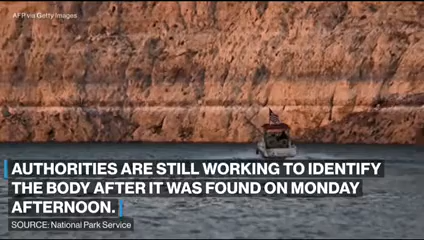 AFP via Getty Images
AUTHORITIES ARE STILL WORKING TO IDENTIFY
THE BODY AFTER IT WAS FOUND ON MONDAY
AFTERNOON.
SOURCE: National Park Service